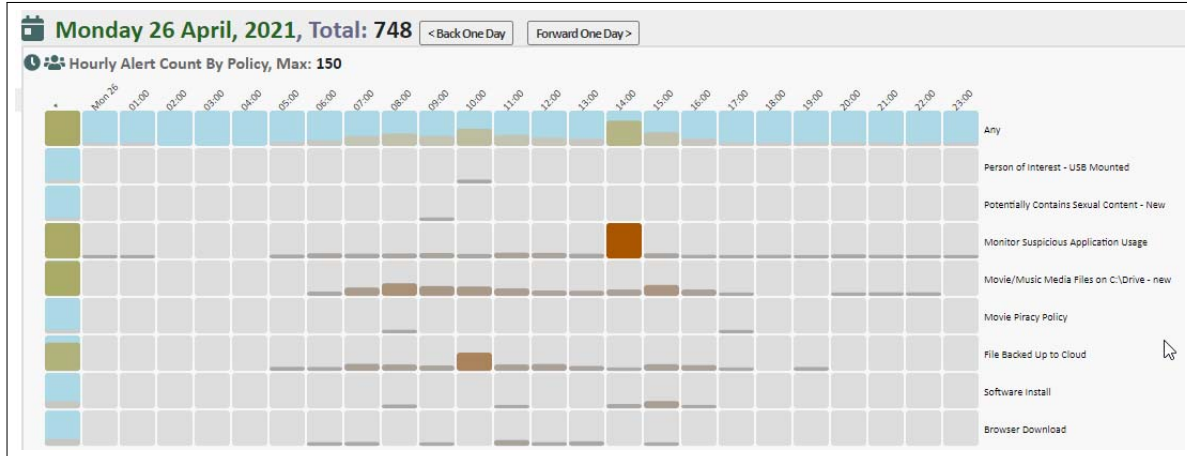 Monday 26 April, 2021, Total: 748 < Back One Day Forward One Day >
Hourly Alert Count By Policy, Max: 150
* Mon 26 01:00 02:00 03:00 04:00 05:00 06:00 07:00 08:00 09:00 10:00 11:00 12:00 13:00 14:00 15:00 16:00 17:00 18:00 19:00 20:00 21:00 22:00 23:00
Any
Person of Interest - USB Mounted
Potentially Contains Sexual Content - New
Monitor Suspicious Application Usage
Movie/Music Media Files on C:\Drive - new
Movie Piracy Policy
File Backed Up to Cloud
Software Install
Browser Download